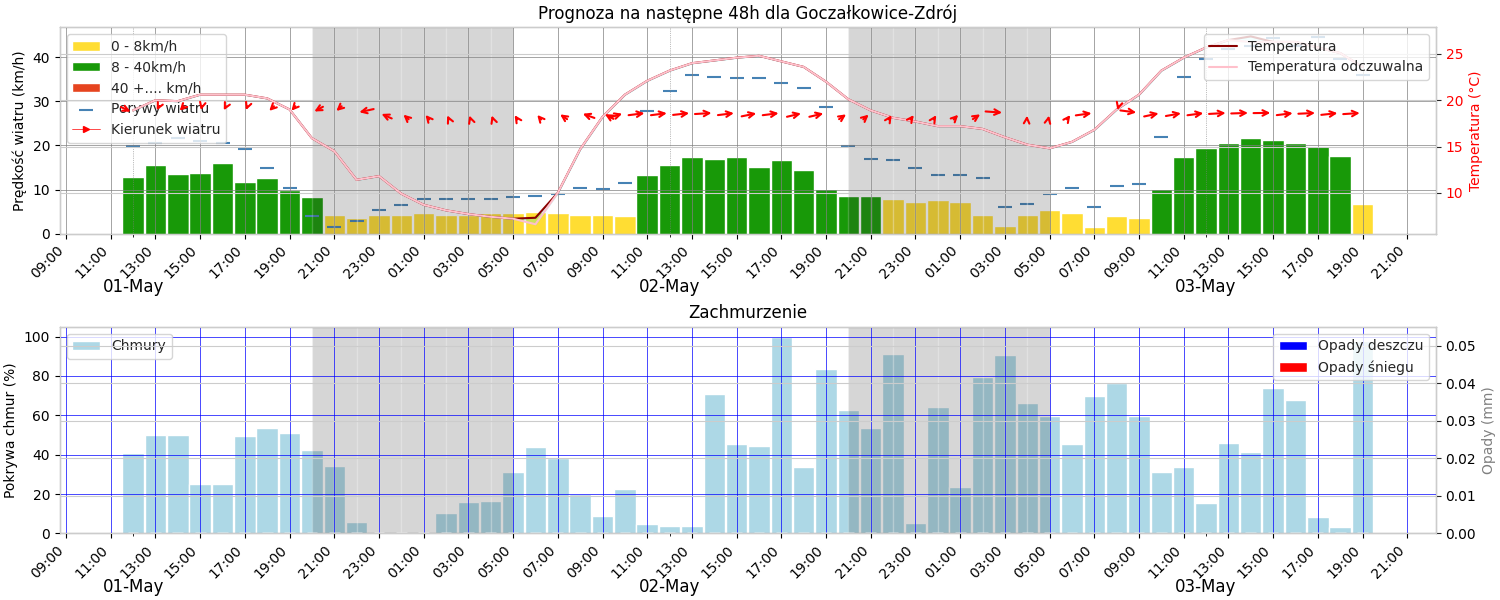 Prognoza na następne 48h dla Goczałkowice-Zdrój
Prędkość wiatru (km/h)
40
30
20
10
0
0 - 8km/h
8 - 40km/h
40 +.... km/h
Porywy wiatru
Kierunek wiatru
Temperatura
Temperatura odczuwalna
25
20
15
10
Temperatura (°C)
09:00 11:00 13:00 15:00 17:00 19:00 21:00 23:00 01:00 03:00 05:00 07:00 09:00 11:00 13:00 15:00 17:00 19:00 21:00 23:00 01:00 03:00 05:00 07:00 09:00 11:00 13:00 15:00 17:00 19:00 21:00
01-May 02-May 03-May
Zachmurzenie
Pokrywa chmur (%)
100
80
60
40
20
0
Chmury
Opady deszczu
Opady śniegu
0.05
0.04
0.03
0.02
0.01
0.00
Opady (mm)
09:00 11:00 13:00 15:00 17:00 19:00 21:00 23:00 01:00 03:00 05:00 07:00 09:00 11:00 13:00 15:00 17:00 19:00 21:00 23:00 01:00 03:00 05:00 07:00 09:00 11:00 13:00 15:00 17:00 19:00 21:00
01-May 02-May 03-May